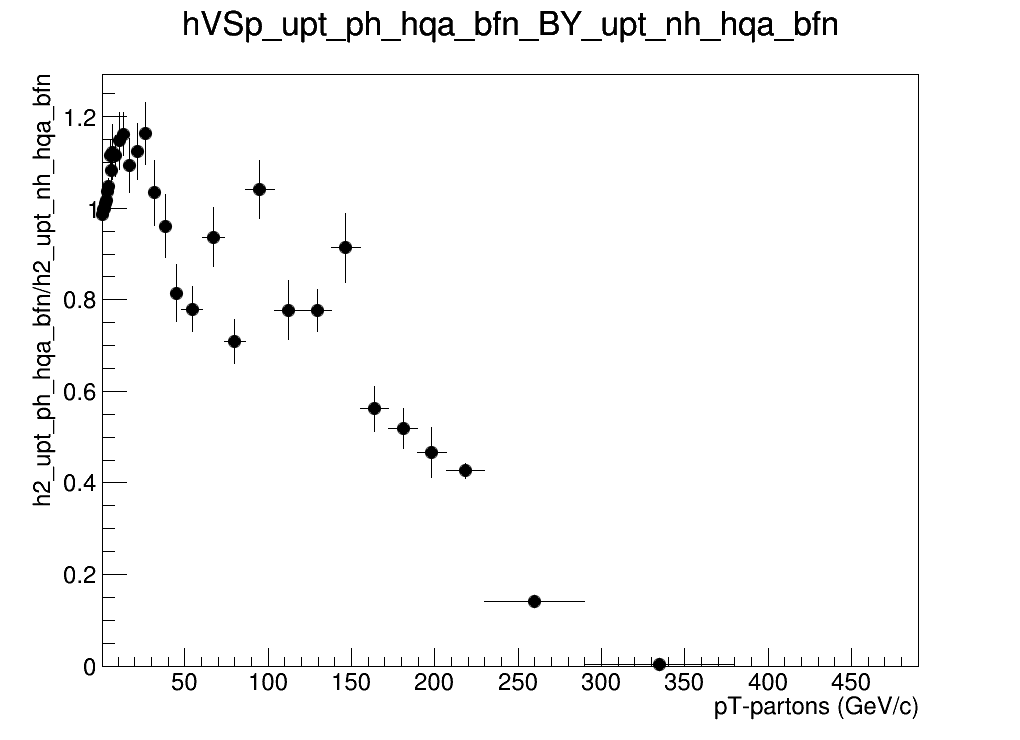 hVSp_upt_ph_hqa_bfn_BY_upt_nh_hqa_bfn
h2_upt_ph_hqa_bfn/h2_upt_nh_hqa_bfn
1.2
1
0.8
0.6
0.4
0.2
0
50 100 150 200 250 300 350 400 450
pT-partons (GeV/c)